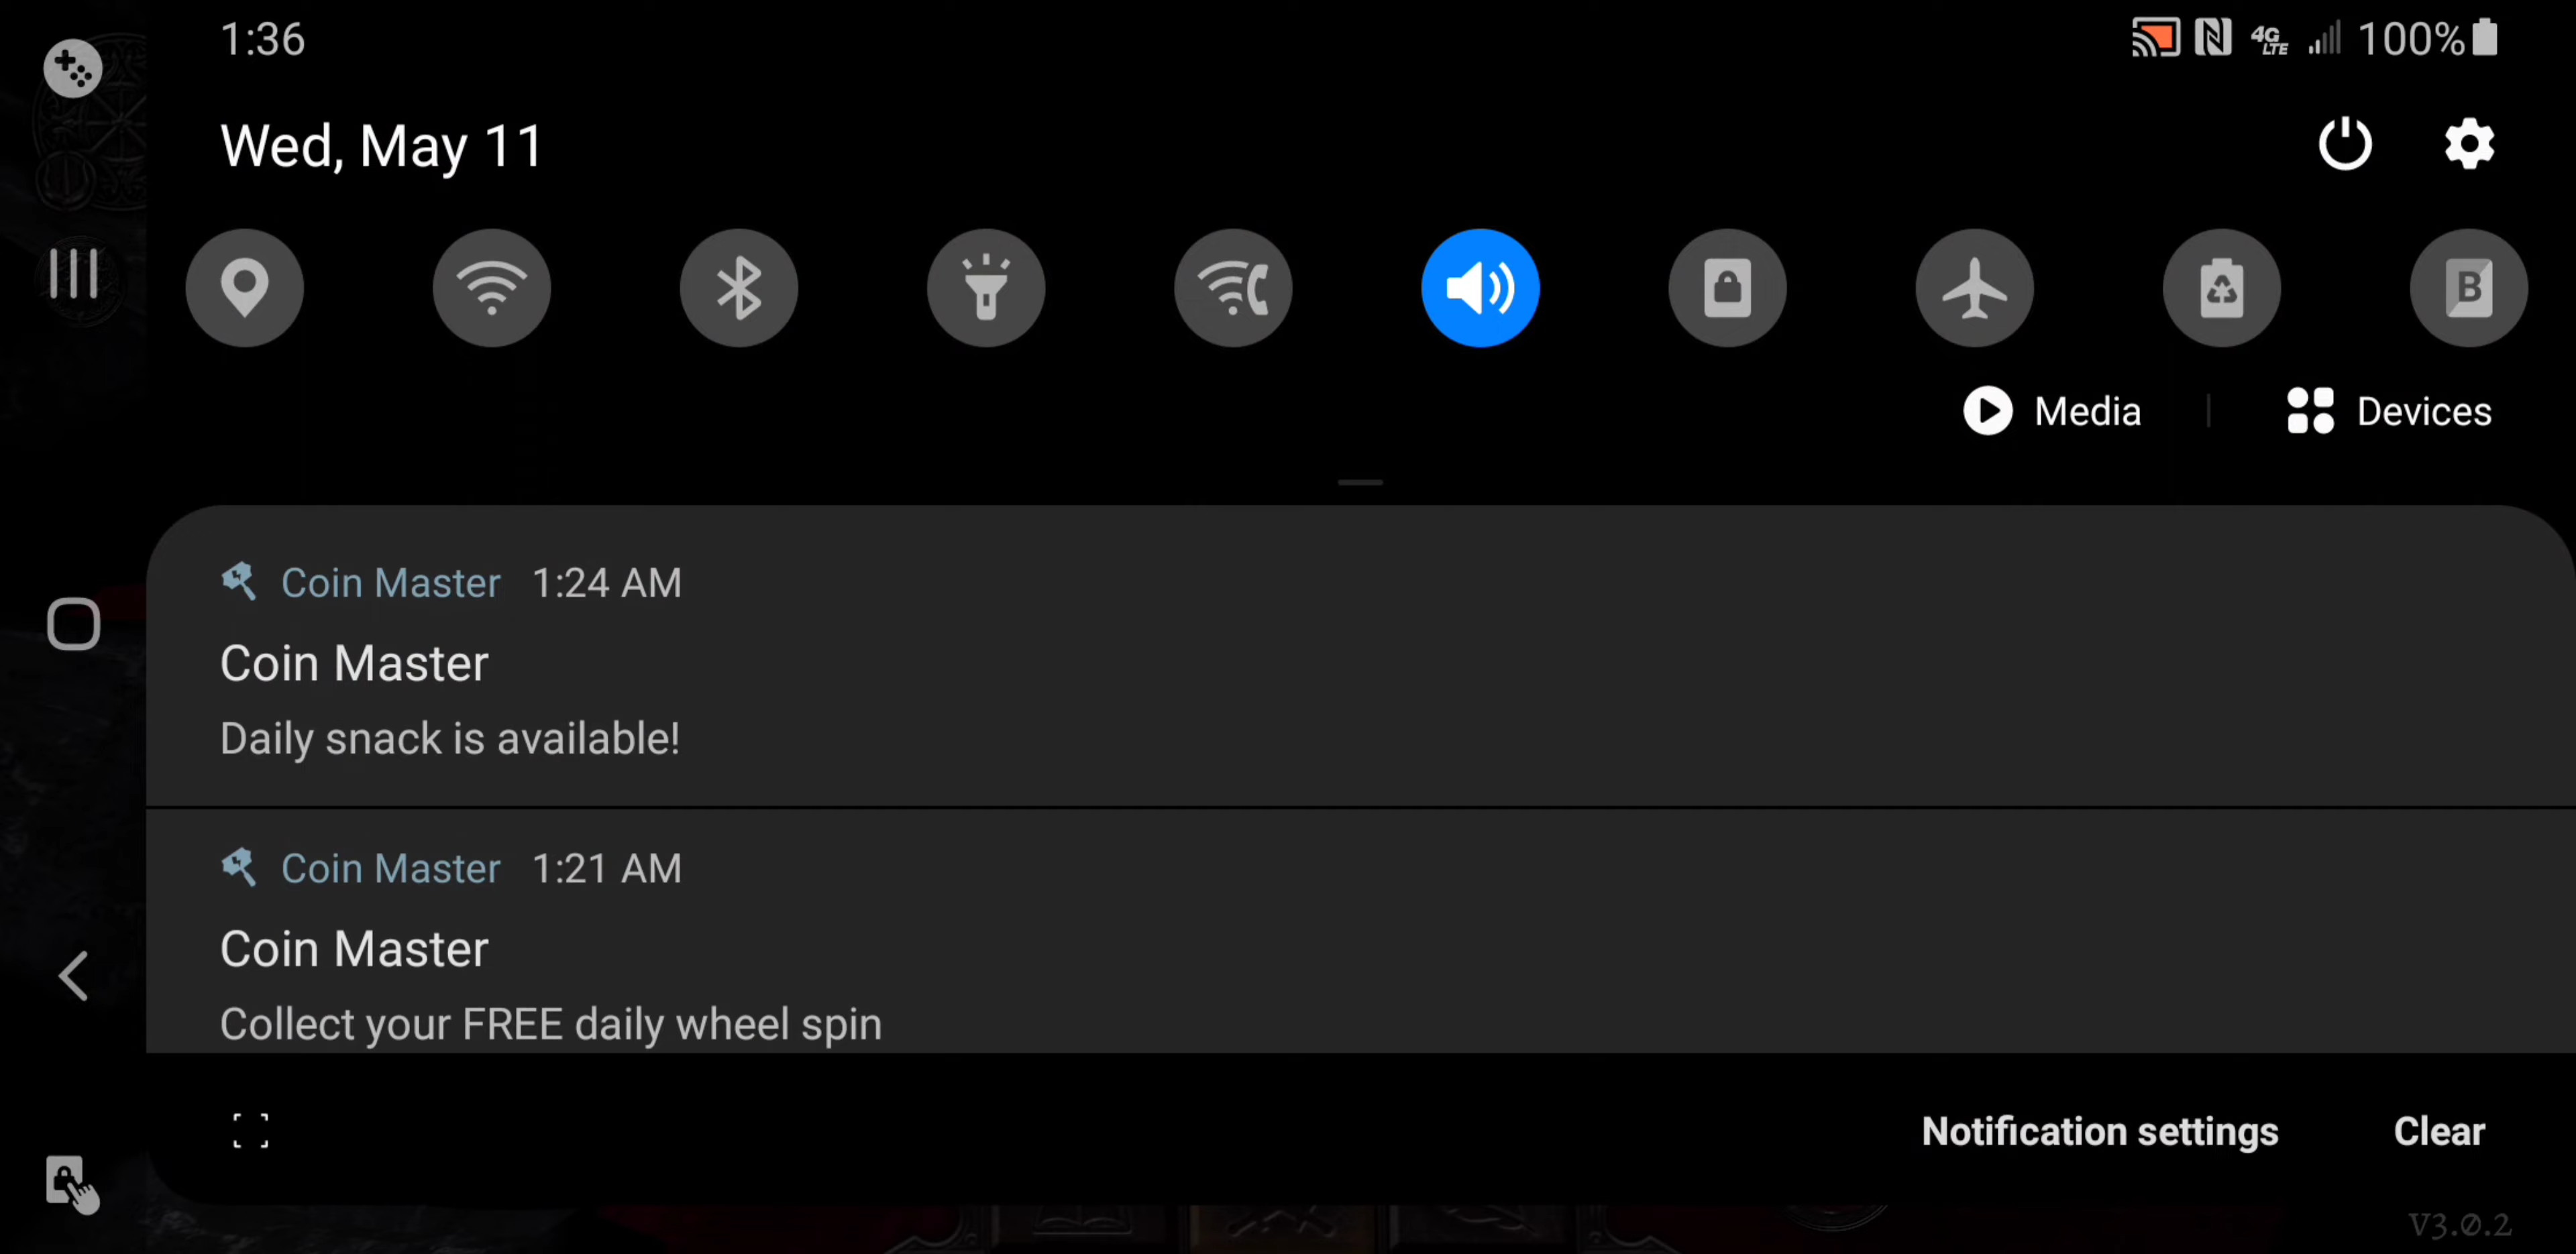 1:36
4G LTE 100%
Wed, May 11
B
Media
Devices
Coin Master 1:24 AM
Coin Master
Daily snack is available!
Coin Master 1:21 AM
Coin Master
Collect your FREE daily wheel spin
Notification settings
Clear
V3.0.2